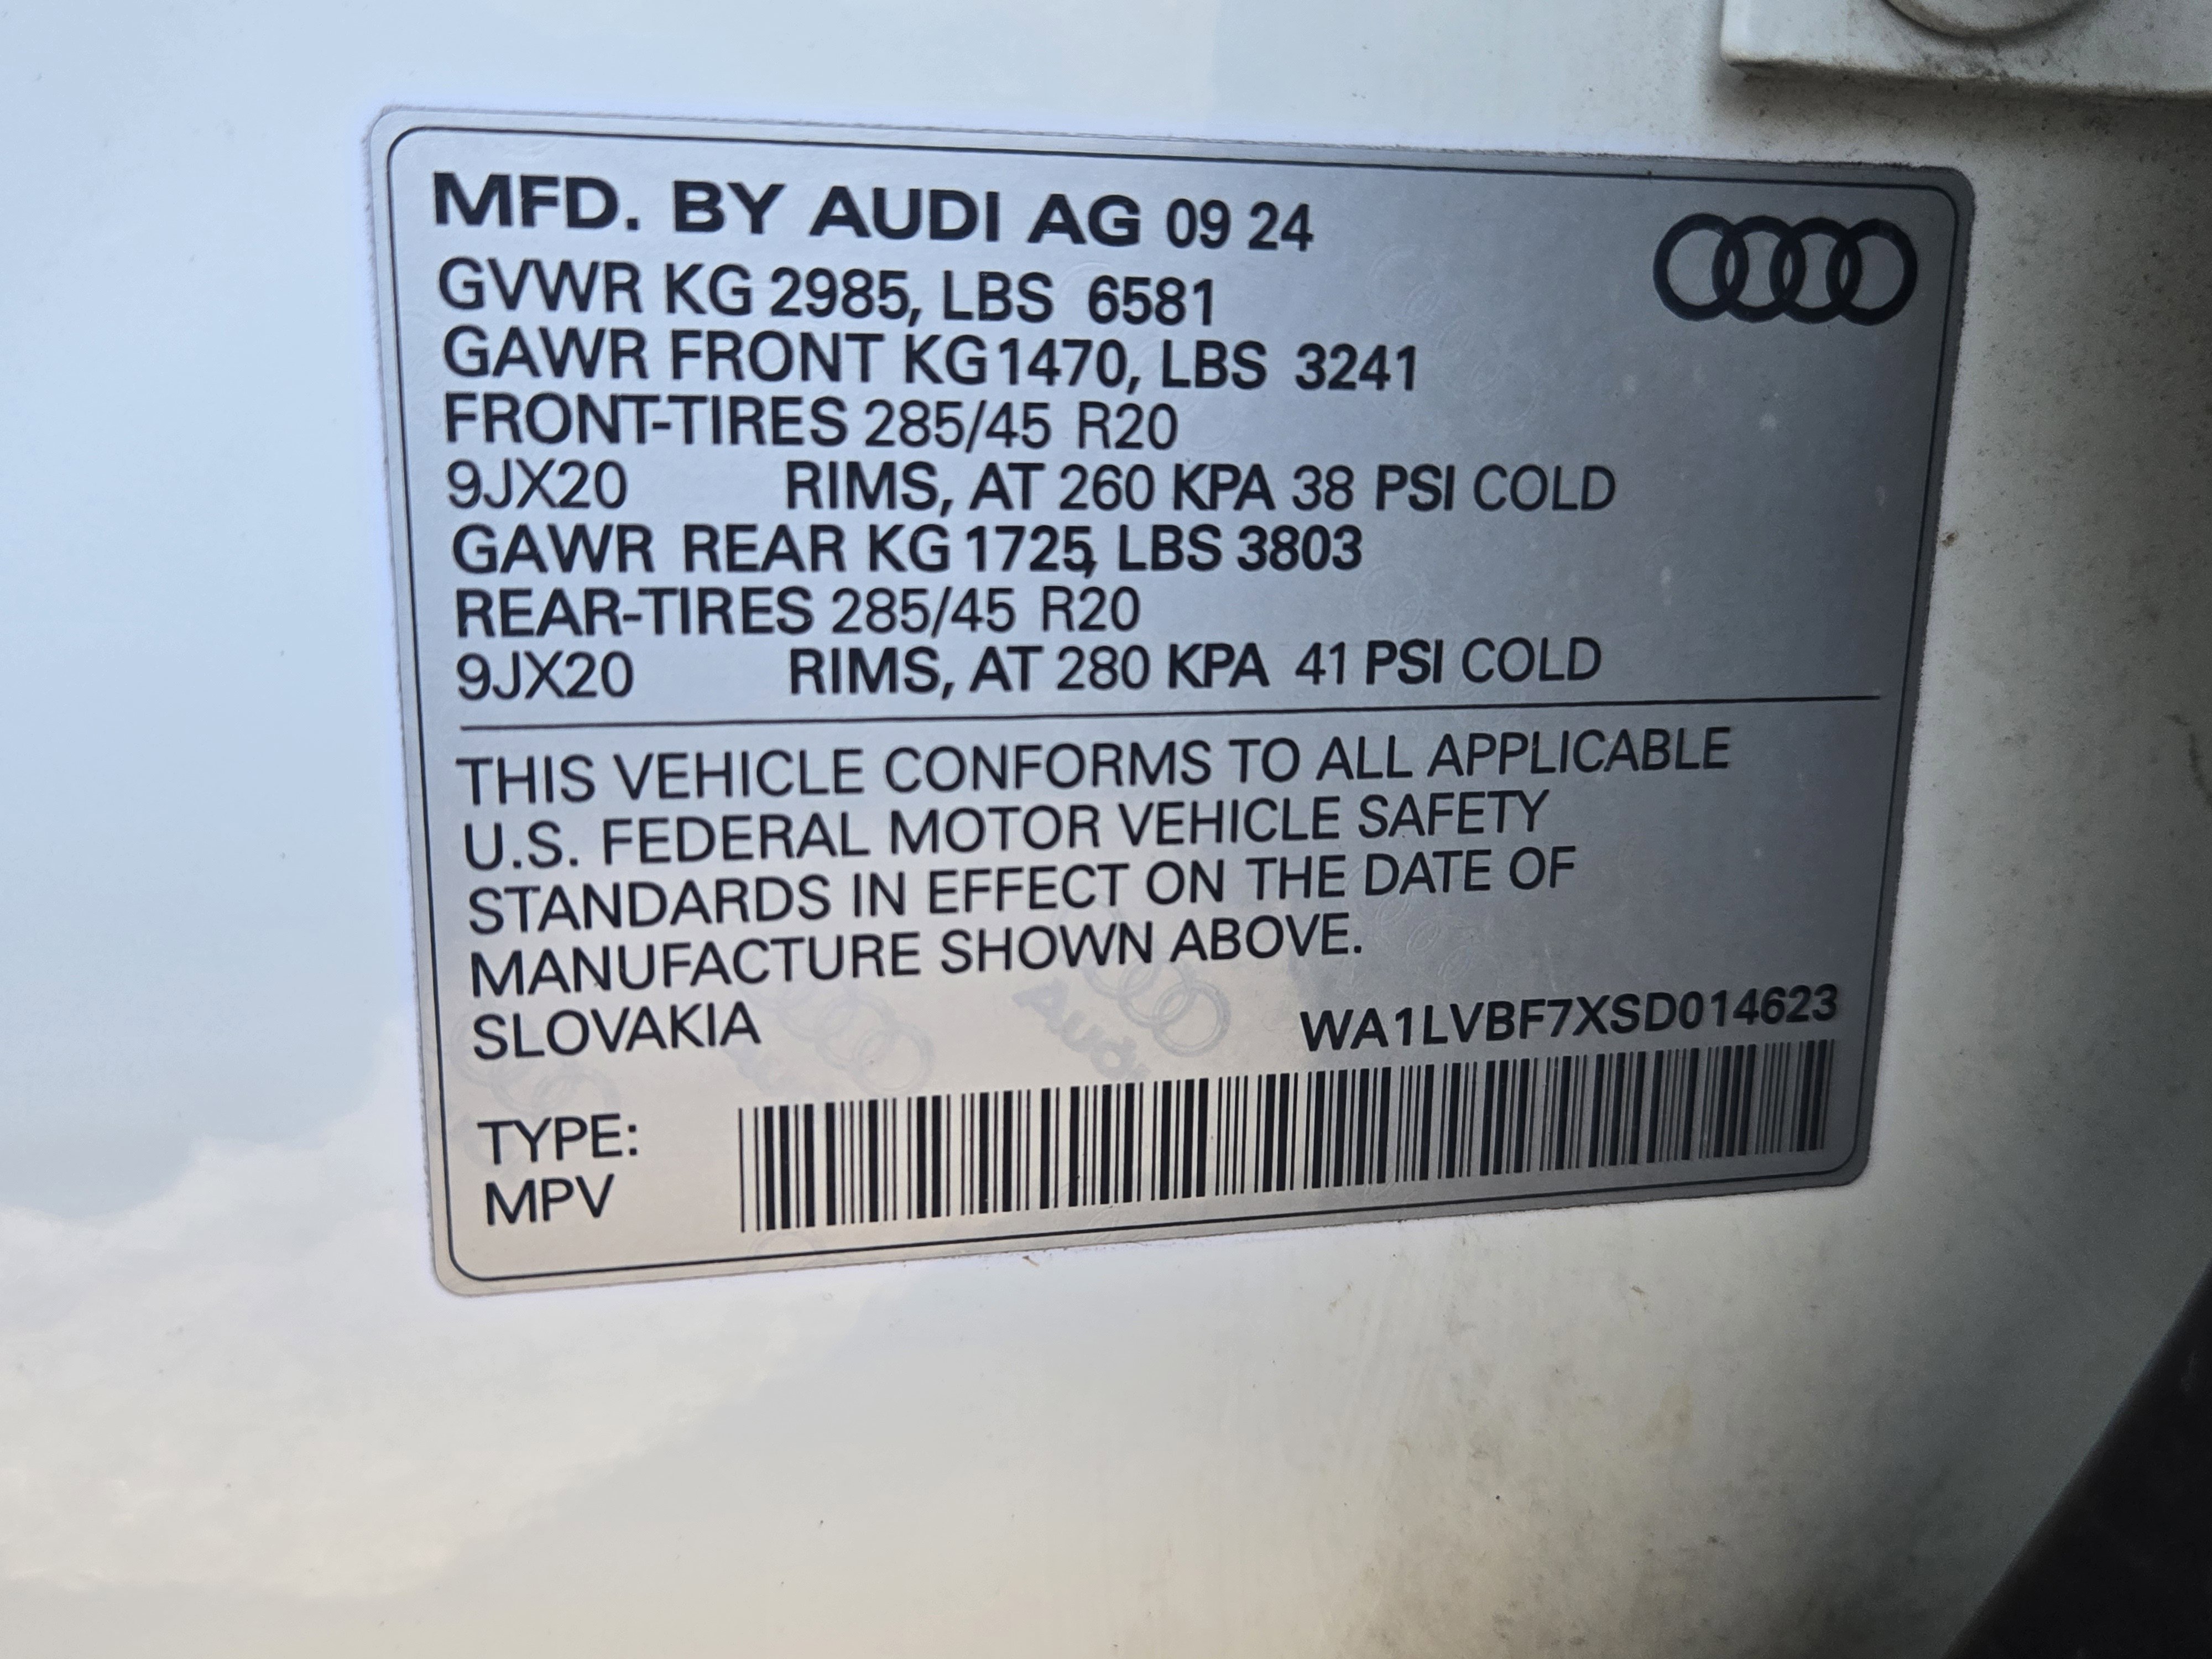 MFD. BY AUDI AG 09 24
GVWR KG 2985, LBS 6581
GAWR FRONT KG 1470, LBS 3241
FRONT-TIRES 285/45 R20
9JX20 RIMS, AT 260 KPA 38 PSI COLD
GAWR REAR KG 1725, LBS 3803
REAR-TIRES 285/45 R20
9JX20 RIMS, AT 280 KPA 41 PSI COLD
THIS VEHICLE CONFORMS TO ALL APPLICABLE
U.S. FEDERAL MOTOR VEHICLE SAFETY
STANDARDS IN EFFECT ON THE DATE OF
MANUFACTURE SHOWN ABOVE.
SLOVAKIA WA1LVBF7XSD014623
Audi
TYPE:
MPV